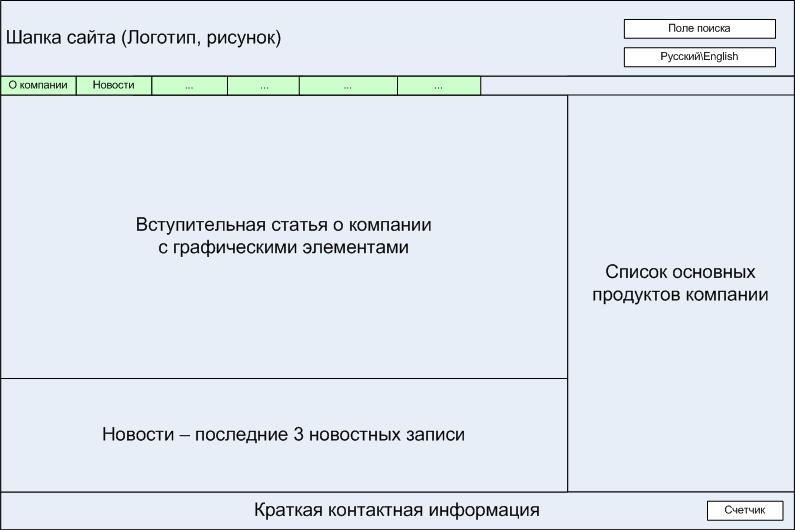 Шапка сайта (Логотип, рисунок)
Поле поиска
Русский\English
О компании
Новости
...
...
...
...
Вступительная статья о компании
с графическими элементами
Список основных
продуктов компании
Новости – последние 3 новостных записи
Краткая контактная информация
Счетчик